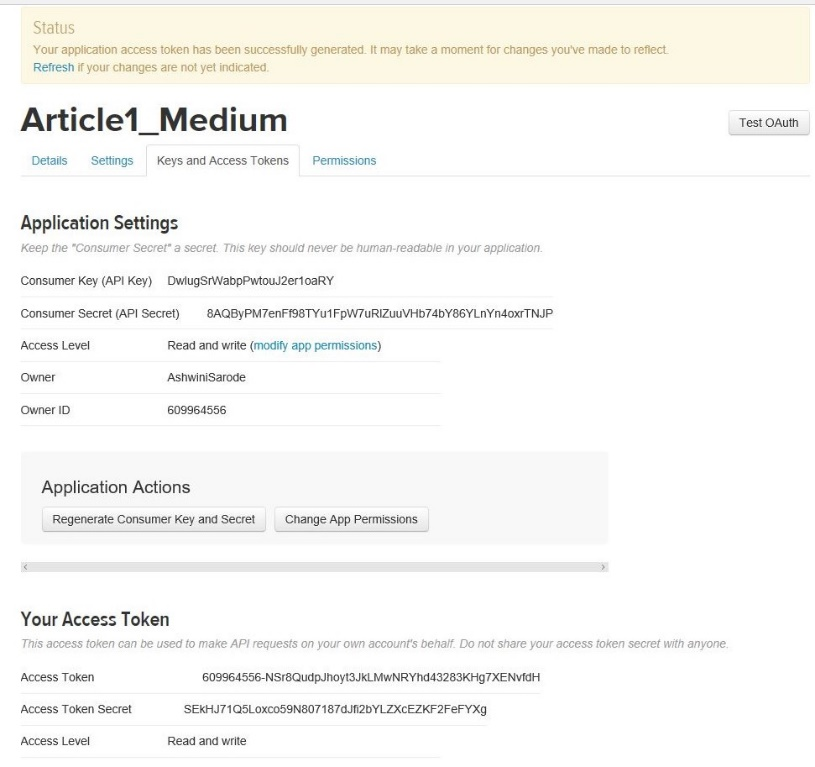 Status
Your application access token has been successfully generated. It may take a moment for changes you've made to reflect.
Refresh if your changes are not yet indicated.
Article1_Medium
Test OAuth
Details Settings Keys and Access Tokens Permissions
Application Settings
Keep the "Consumer Secret" a secret. This key should never be human-readable in your application.
Consumer Key (API Key) DwlugSrWabpPwtouJ2er1oaRY
Consumer Secret (API Secret) 8AQByPM7enFf98TYu1FpW7uRlZuuVHb74bY86YLnYn4oxrTNJP
Access Level Read and write (modify app permissions)
Owner AshwiniSarode
Owner ID 609964556
Application Actions
Regenerate Consumer Key and Secret Change App Permissions
Your Access Token
This access token can be used to make API requests on your own account's behalf. Do not share your access token secret with anyone.
Access Token 609964556-NSr8QudpJhoyt3JkLMwNRYhd43283KHg7XENvfdH
Access Token Secret SEkHJ71Q5Loxco59N807187dJfi2bYLZXcEZKF2FeFYXg
Access Level Read and write